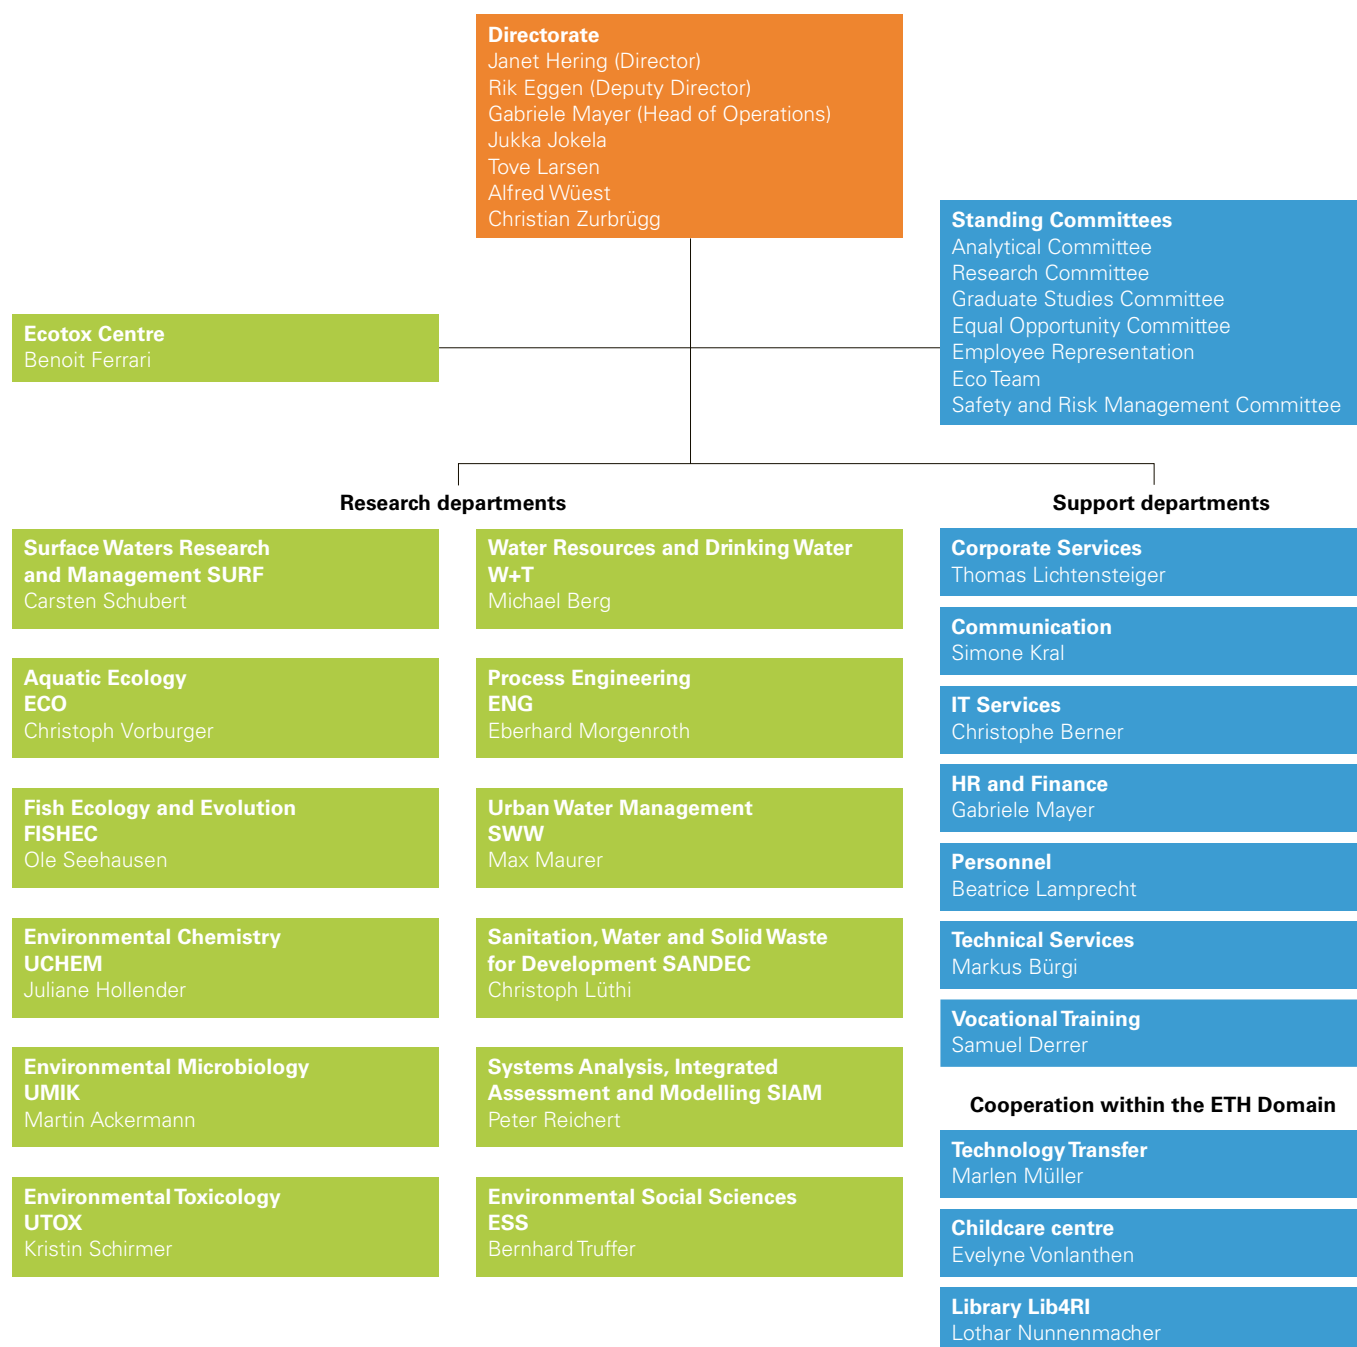 Directorate
Janet Hering (Director)
Rik Eggen (Deputy Director)
Gabriele Mayer (Head of Operations)
Jukka Jokela
Tove Larsen
Alfred Wüest
Christian Zurbrügg
Standing Committees
Analytical Committee
Research Committee
Graduate Studies Committee
Equal Opportunity Committee
Employee Representation
Eco Team
Safety and Risk Management Committee
Ecotox Centre
Benoit Ferrari
Research departments
Surface Waters Research
and Management SURF
Carsten Schubert
Aquatic Ecology
ECO
Christoph Vorburger
Fish Ecology and Evolution
FISHEC
Ole Seehausen
Environmental Chemistry
UCHEM
Juliane Hollender
Environmental Microbiology
UMIK
Martin Ackermann
Environmental Toxicology
UTOX
Kristin Schirmer
Water Resources and Drinking Water
W+T
Michael Berg
Process Engineering
ENG
Eberhard Morgenroth
Urban Water Management
SWW
Max Maurer
Sanitation, Water and Solid Waste
for Development SANDEC
Christoph Lüthi
Systems Analysis, Integrated
Assessment and Modelling SIAM
Peter Reichert
Environmental Social Sciences
ESS
Bernhard Truffer
Support departments
Corporate Services
Thomas Lichtensteiger
Communication
Simone Kral
IT Services
Christophe Berner
HR and Finance
Gabriele Mayer
Personnel
Beatrice Lamprecht
Technical Services
Markus Bürgi
Vocational Training
Samuel Derrer
Cooperation within the ETH Domain
Technology Transfer
Marlen Müller
Childcare centre
Evelyne Vonlanthen
Library Lib4RI
Lothar Nunnenmacher